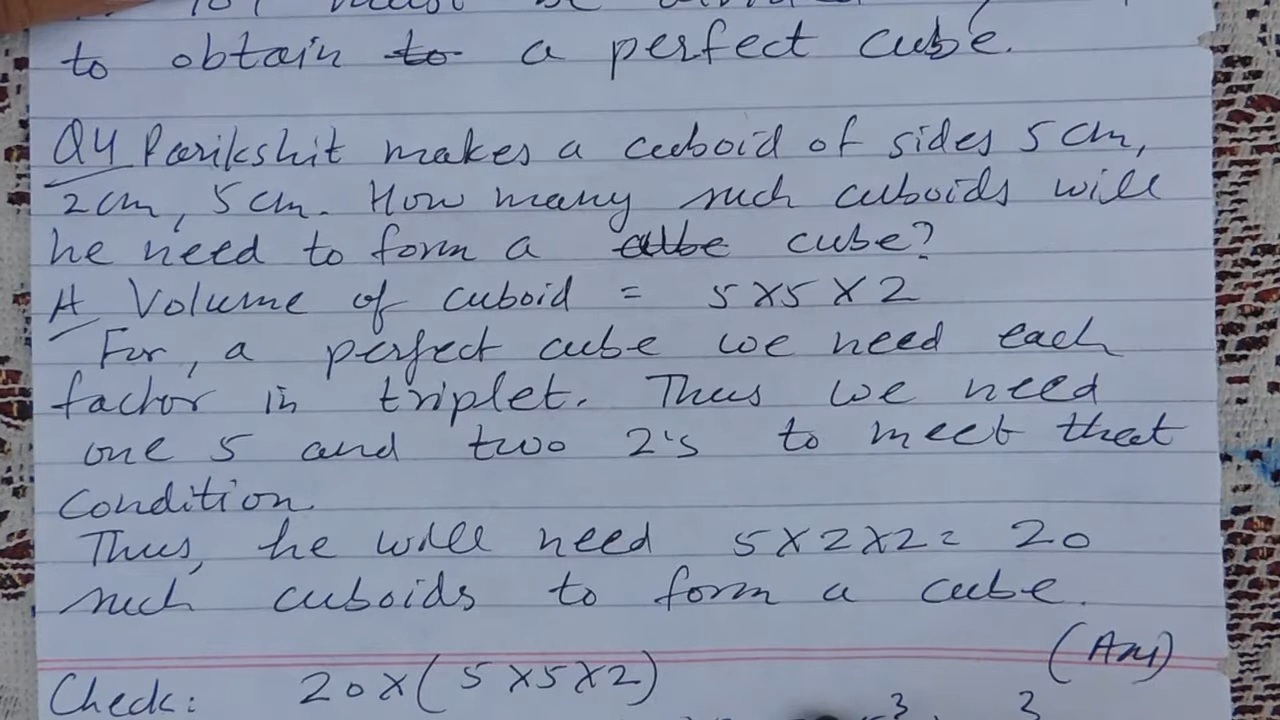 to obtain to a perfect cube.
Q4 Parikshit makes a cuboid of sides 5 cm,
2 cm, 5 cm. How many such cuboids will
he need to form a cube?
A Volume of cuboid = 5 X 5 X 2
For, a perfect cube we need each
factor in triplet. Thus we need
one 5 and two 2's to meet that
condition.
Thus, he will need 5 X 2 X 2 = 20
such cuboids to form a cube.
(Ans)
Check: 20 X ( 5 X 5 X 2 )